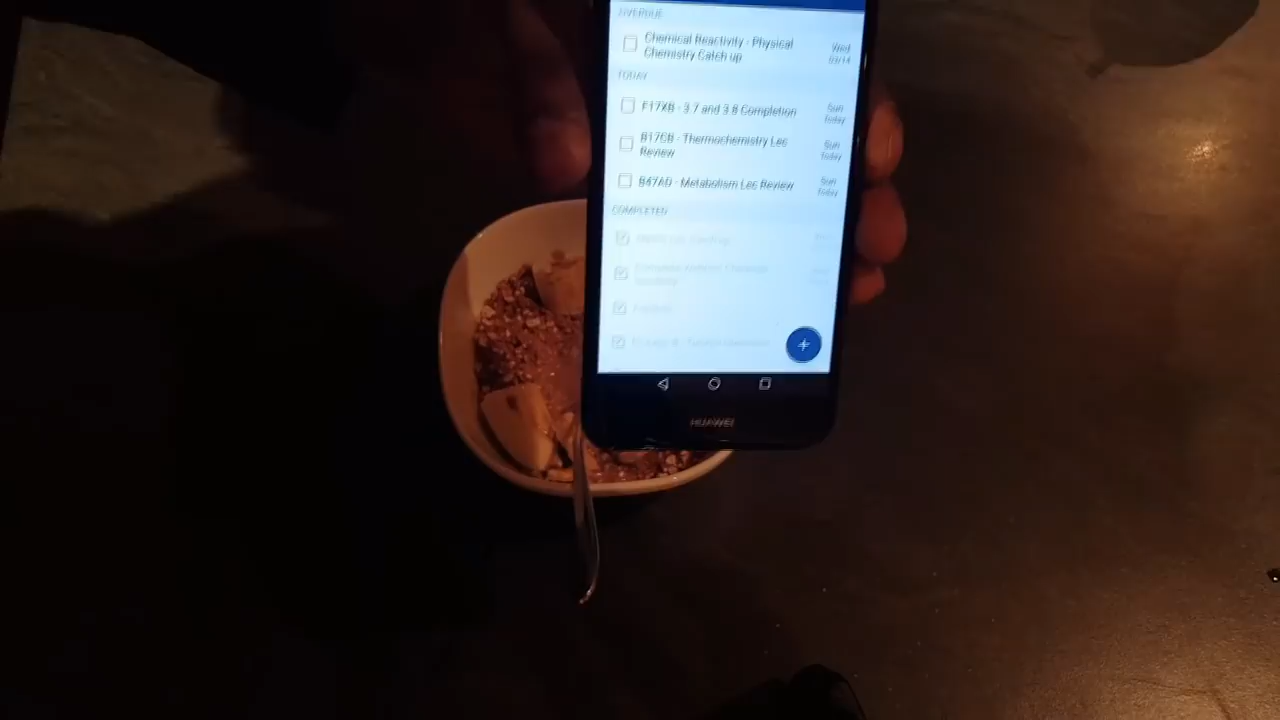 OVERDUE
Chemical Reactivity - Physical
Chemistry Catch up
Wed
03/14
TODAY
F17XB - 3.7 and 3.8 Completion
Sun
Today
B17CB - Thermochemistry Lec
Review
Sun
Today
B47AD - Metabolism Lec Review
Sun
Today
COMPLETED
HUAWEI